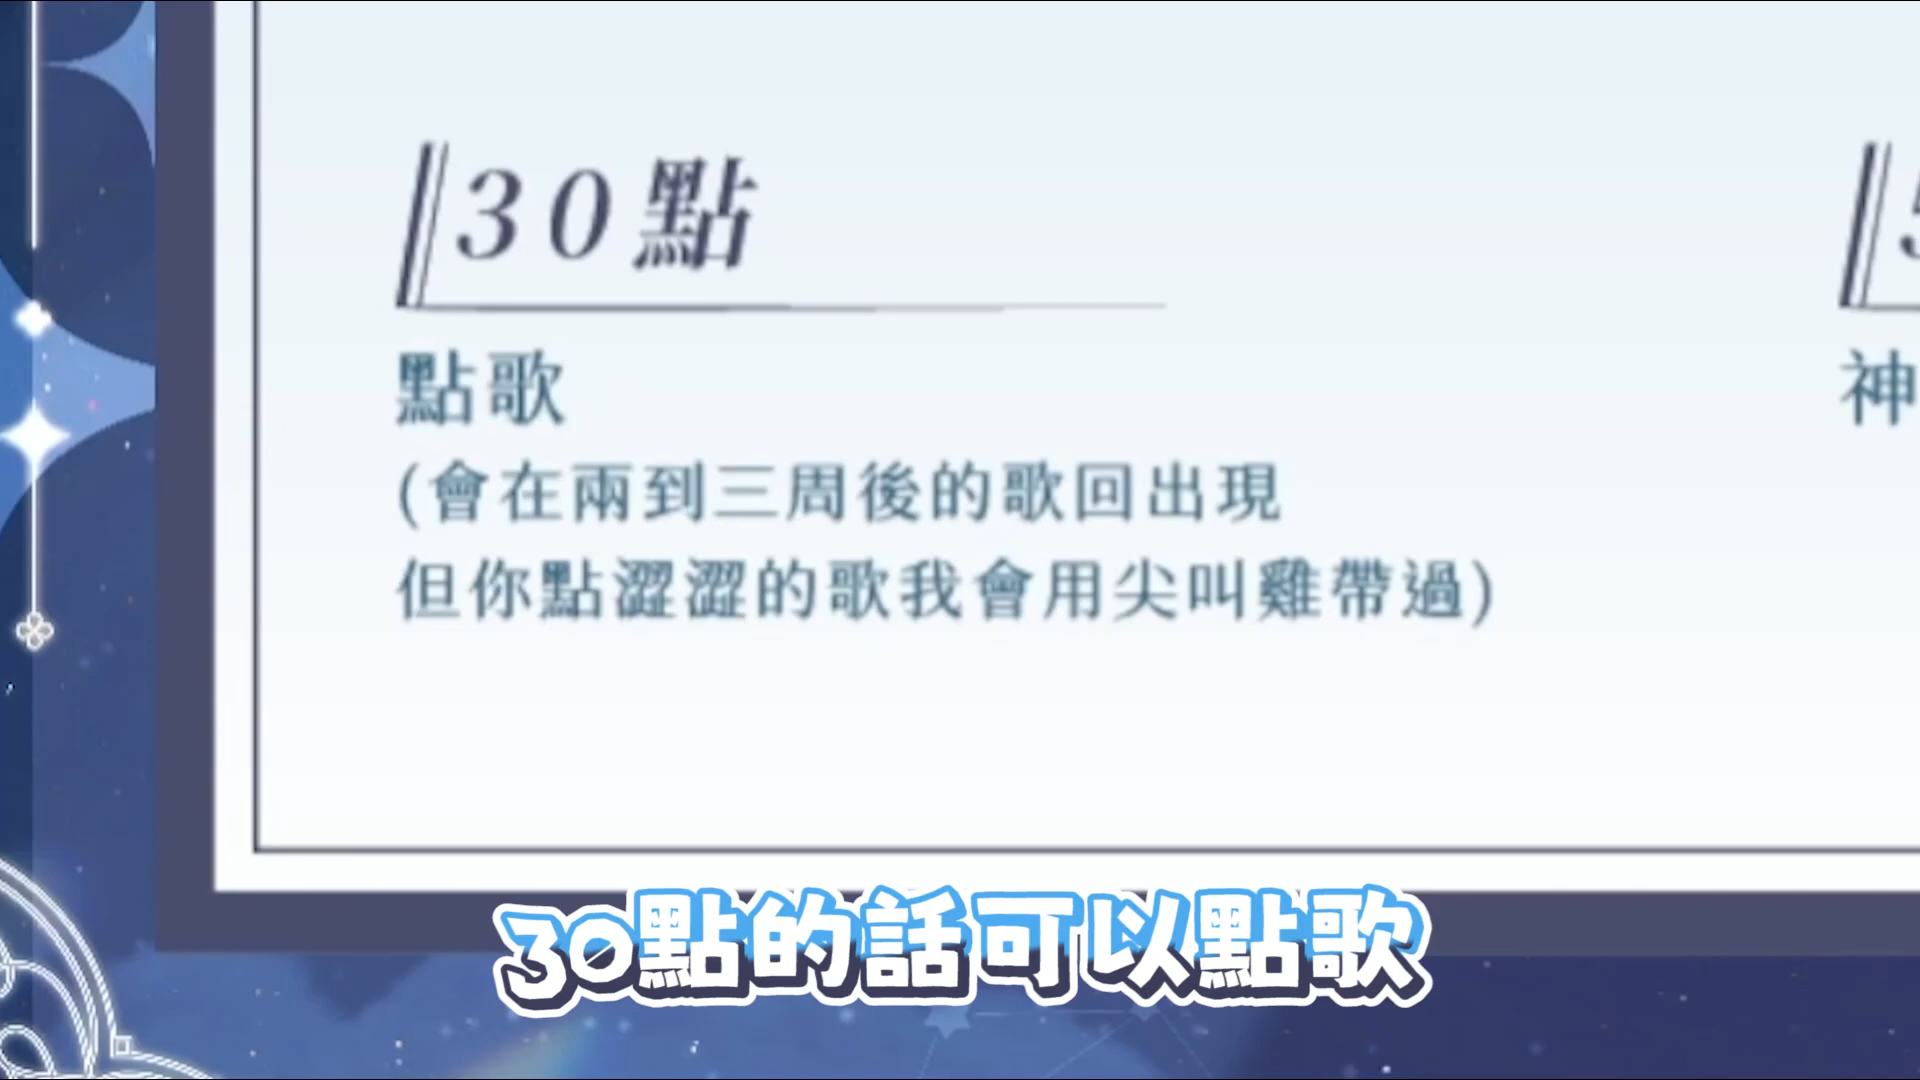 30點
點歌
(會在兩到三周後的歌回出現
但你點澀澀的歌我會用尖叫雞帶過)
神
30點的話可以點歌